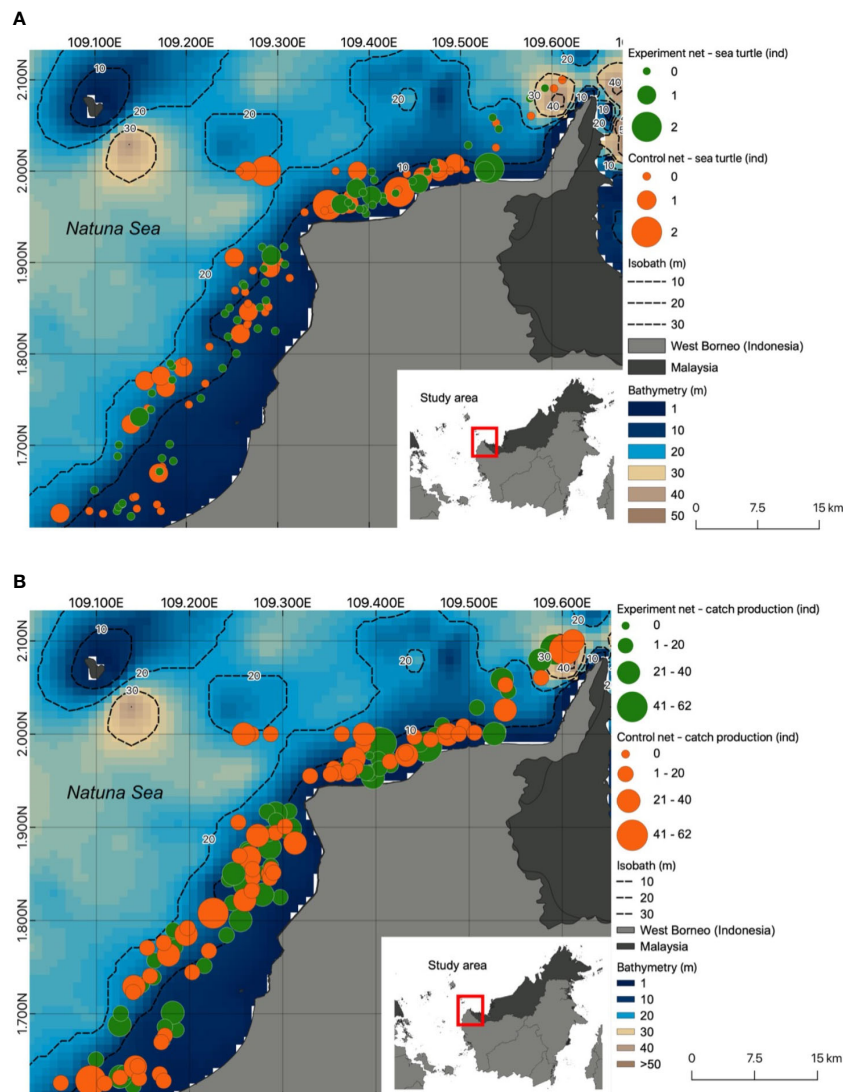 A
109.100E 109.200E 109.300E 109.400E 109.500E 109.600E
2.100N
2.000N
1.900N
1.800N
1.700N
10
20
30
20
20
20
10
20
30
40
10
20
10
40
Natuna Sea
Study area
Experiment net - sea turtle (ind)
0
1
2
Control net - sea turtle (ind)
0
1
2
Isobath (m)
10
20
30
West Borneo (Indonesia)
Malaysia
Bathymetry (m)
1
10
20
30
40
50
0 7.5 15 km
B
109.100E 109.200E 109.300E 109.400E 109.500E 109.600E
2.100N
2.000N
1.900N
1.800N
1.700N
10
20
30
20
20
20
10
20
30
40
10
Natuna Sea
Study area
Experiment net - catch production (ind)
0
1 - 20
21 - 40
41 - 62
Control net - catch production (ind)
0
1 - 20
21 - 40
41 - 62
Isobath (m)
10
20
30
West Borneo (Indonesia)
Malaysia
Bathymetry (m)
1
10
20
30
40
>50
0 7.5 15 km